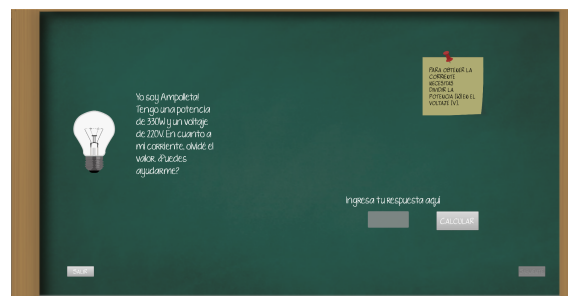 Yo soy Ampolleta!
Tengo una potencia
de 330W y un voltaje
de 220V. En cuanto a
mi corriente, olvidé el
valor. ¿Puedes
ayudarme?
PARA OBTENER LA
CORRIENTE
NECESITAS
DIVIDIR LA
POTENCIA [W] EN EL
VOLTAJE [V].
Ingresa tu respuesta aquí
CALCULAR